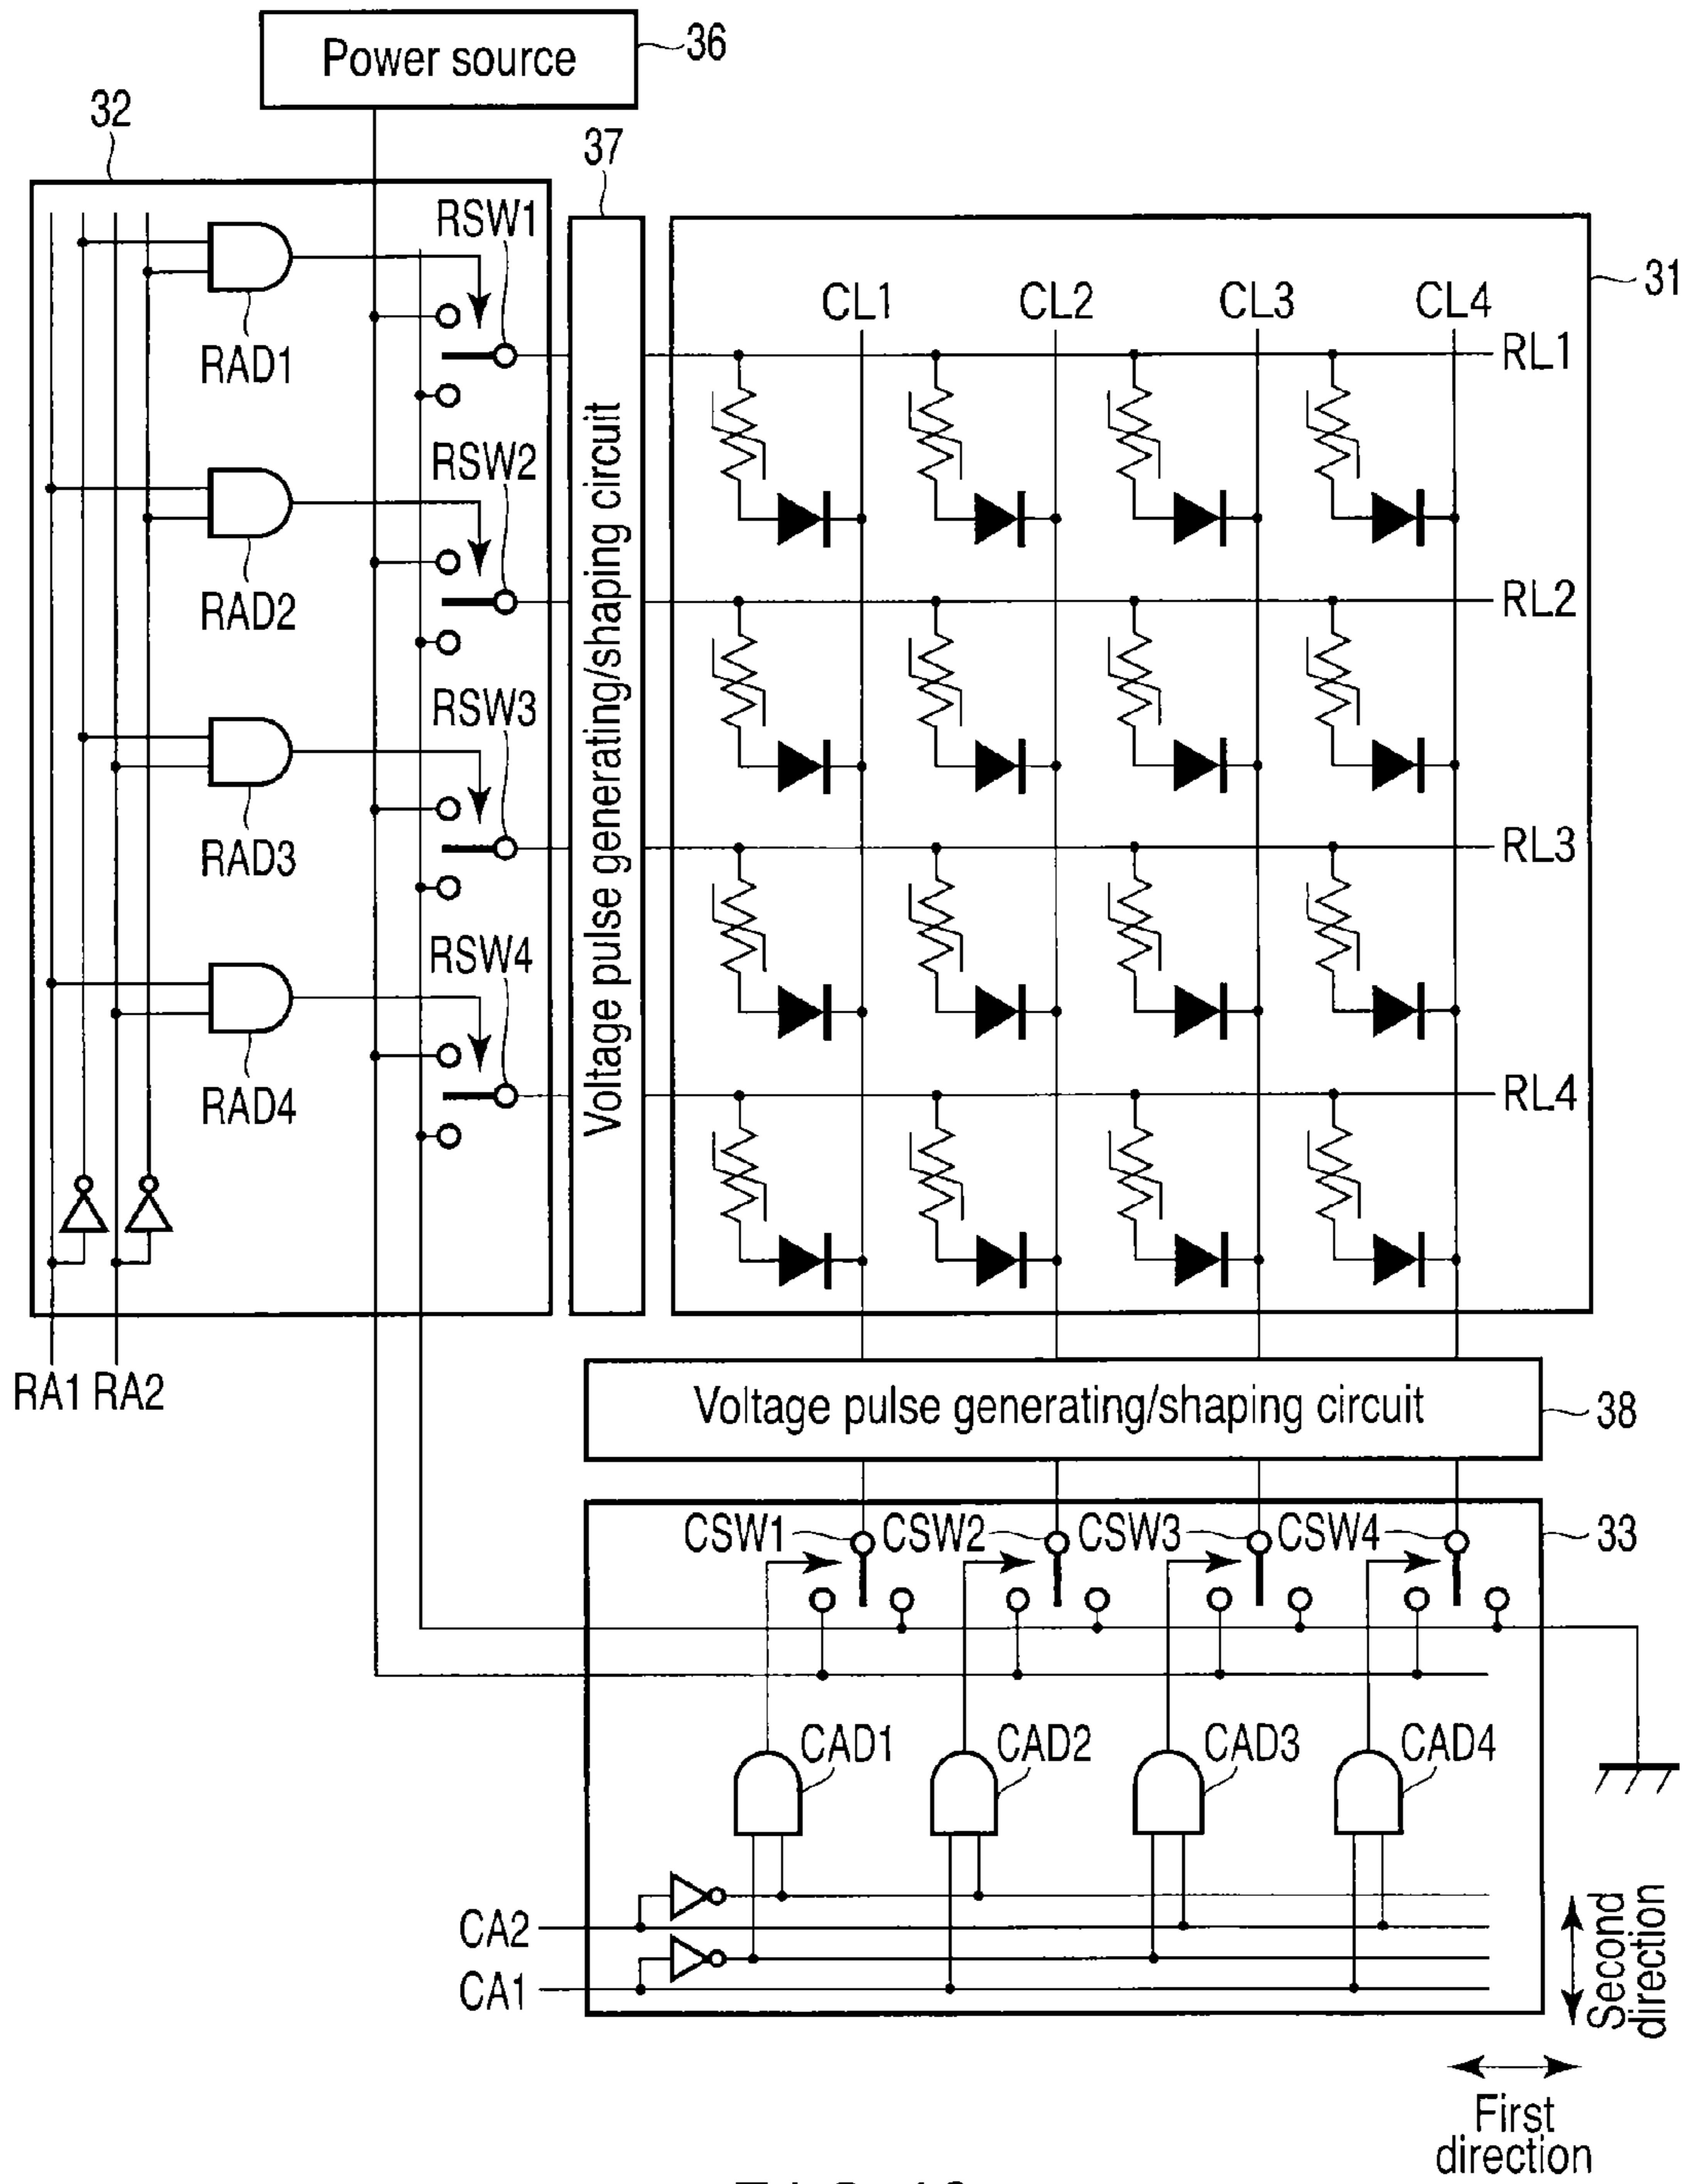 Power source
36
32
37
RSW1
31
CL1 CL2 CL3 CL4
RL1
RAD1
Voltage pulse generating/shaping circuit
RSW2
RL2
RAD2
RSW3
RL3
RAD3
RSW4
RL4
RAD4
RA1 RA2
Voltage pulse generating/shaping circuit
38
CSW1 CSW2 CSW3 CSW4
33
CAD1 CAD2 CAD3 CAD4
CA2
CA1
Second
direction
First
direction